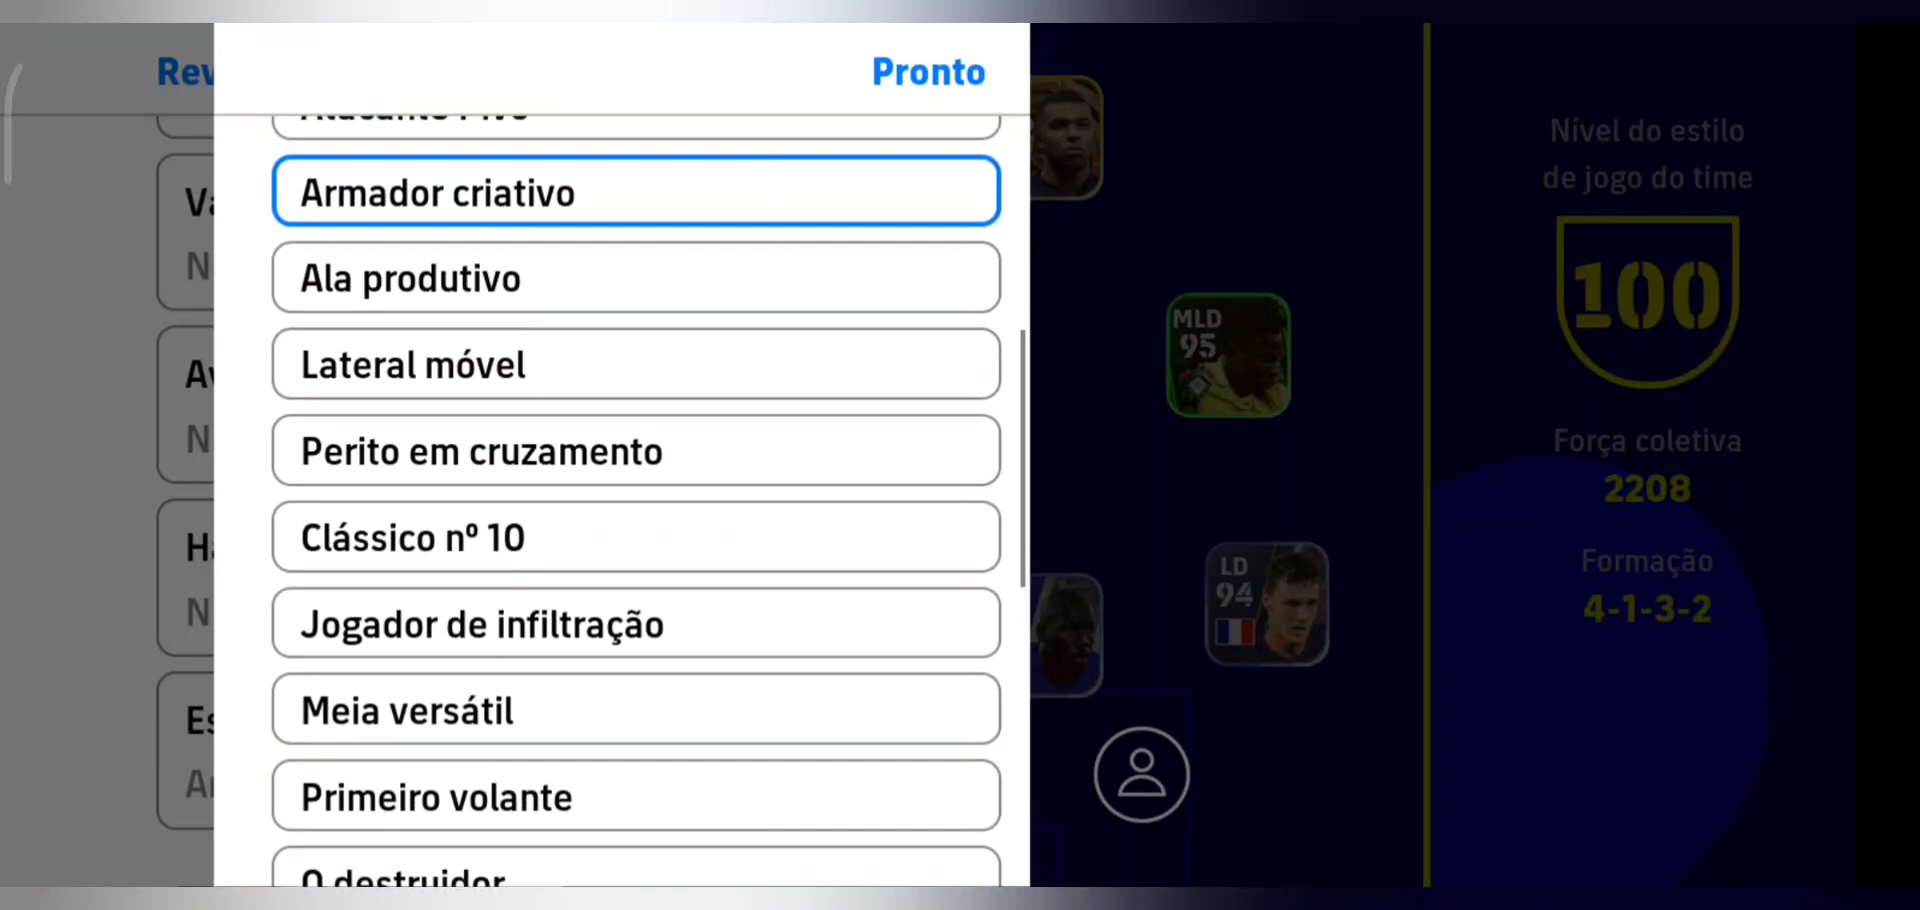 Pronto
Armador criativo
Ala produtivo
Lateral móvel
Perito em cruzamento
Clássico nº 10
Jogador de infiltração
Meia versátil
Primeiro volante
O destruidor
MLD
95
LD
94
Nível do estilo
de jogo do time
100
Força coletiva
2208
Formação
4-1-3-2